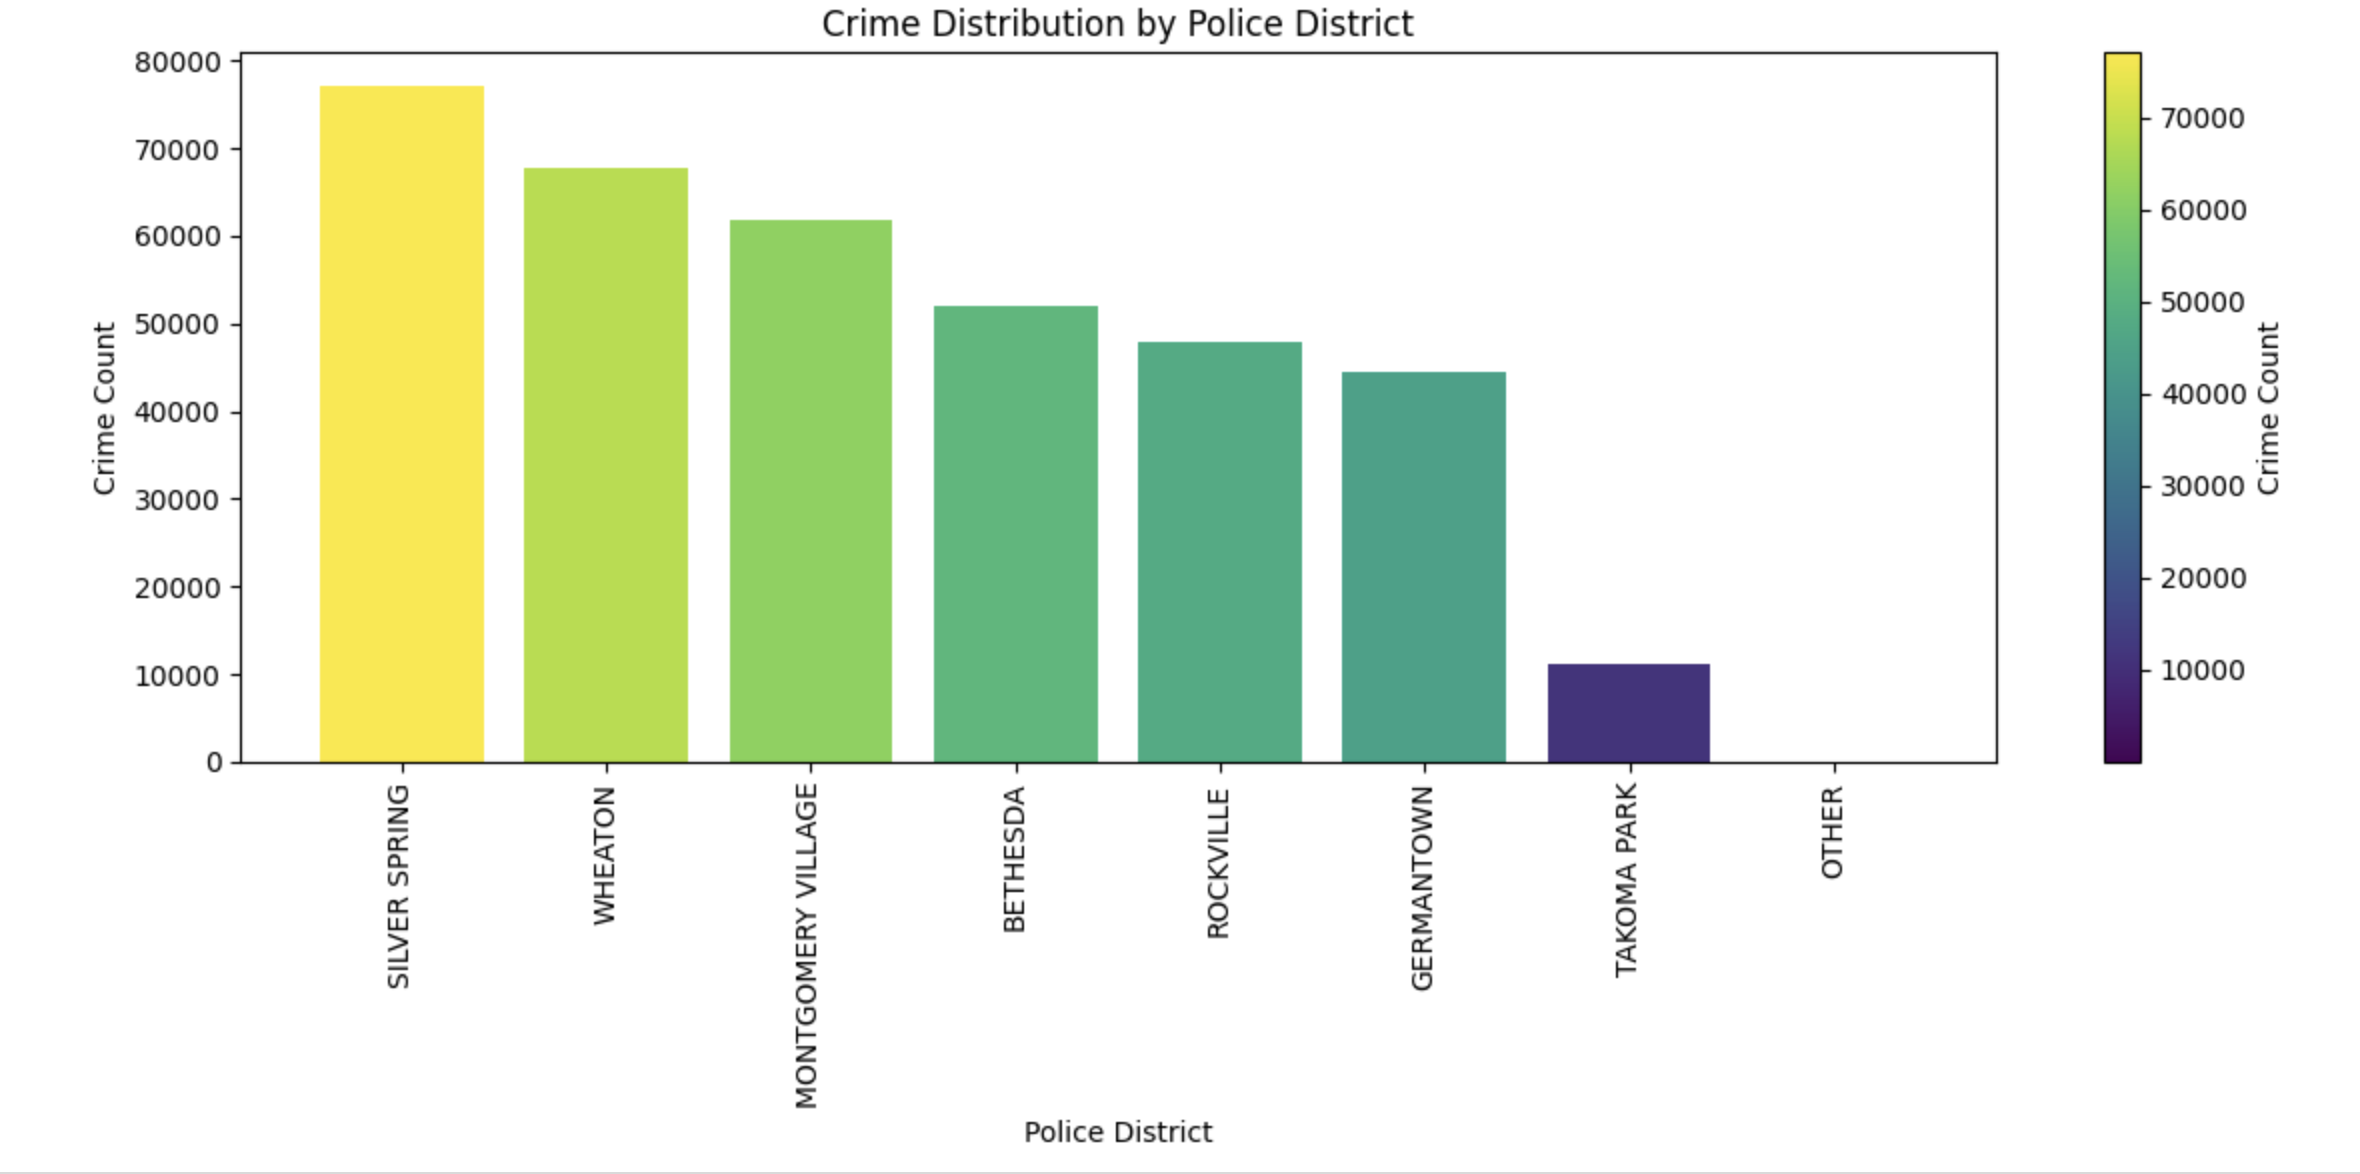 Crime Distribution by Police District
80000
70000
60000
50000
40000
30000
20000
10000
0
Crime Count
SILVER SPRING
WHEATON
MONTGOMERY VILLAGE
BETHESDA
ROCKVILLE
GERMANTOWN
TAKOMA PARK
OTHER
Police District
70000
60000
50000
40000
30000
20000
10000
Crime Count